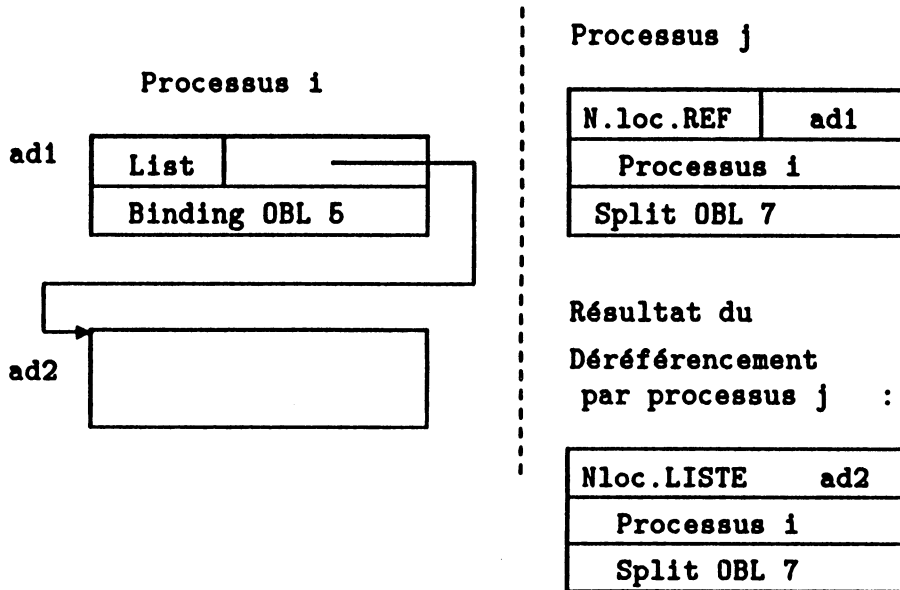 Processus i
ad1
List
Binding OBL 5
ad2
Processus j
N.loc.REF ad1
Processus i
Split OBL 7
Résultat du
Déréférencement
par processus j :
Nloc.LISTE ad2
Processus i
Split OBL 7